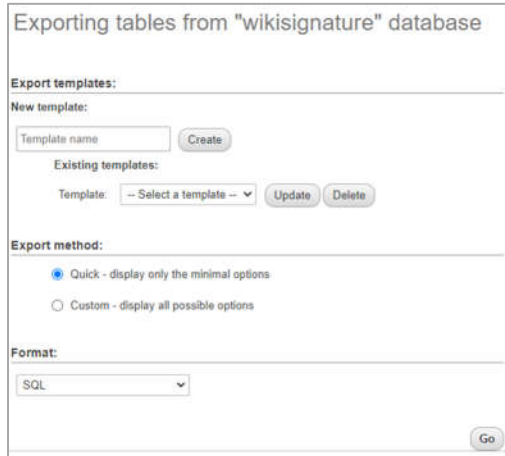 Exporting tables from "wikisignature" database
Export templates:
New template:
Template name Create
Existing templates:
Template: -- Select a template -- Update Delete
Export method:
Quick - display only the minimal options
Custom - display all possible options
Format:
SQL
Go